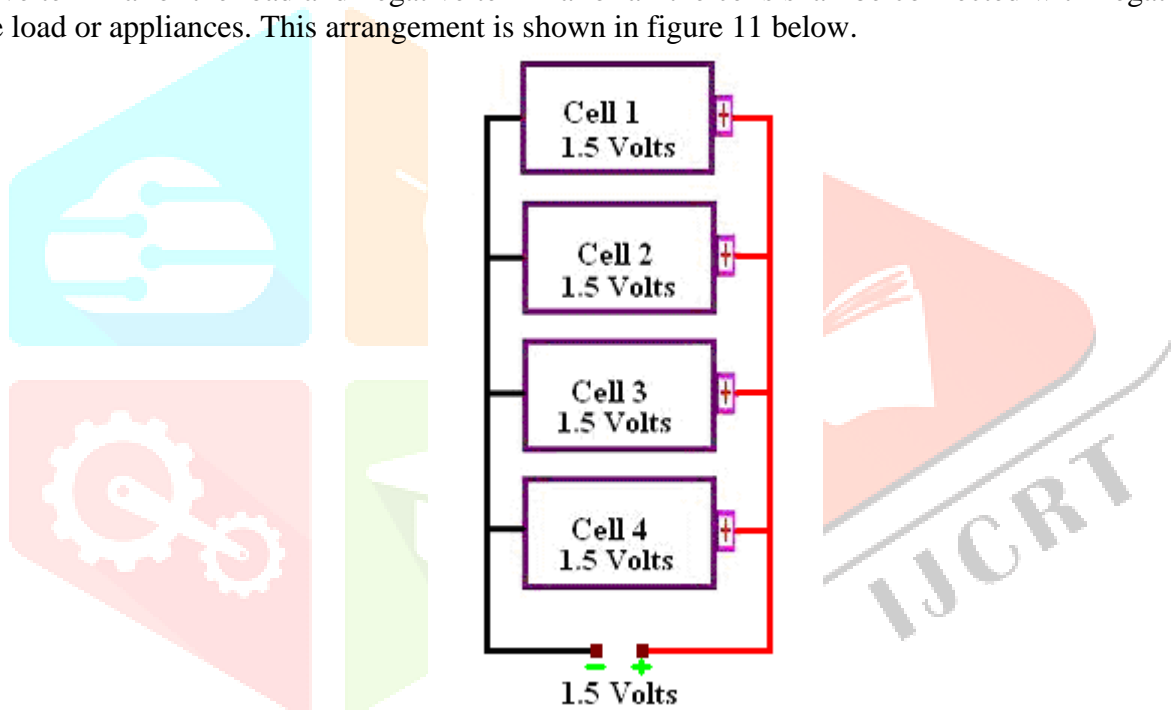 e load or appliances. This arrangement is shown in figure 11 below.
Cell 1
1.5 Volts
Cell 2
1.5 Volts
Cell 3
1.5 Volts
Cell 4
1.5 Volts
1.5 Volts
IJCRT